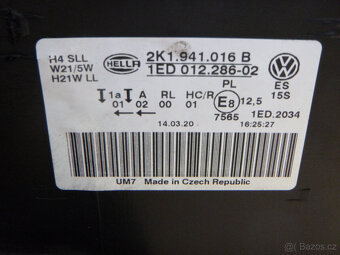 H4 SLL
W21/5W
H21W LL
HELLA
2K1.941.016 B
1ED 012.286-02
PL
ES
15S
1a A RL HC/R
01 02 00 01
E8 12,5
7565 1ED.2034
14.03.20 16:25:27
UM7 Made in Czech Republic
Bazos.cz